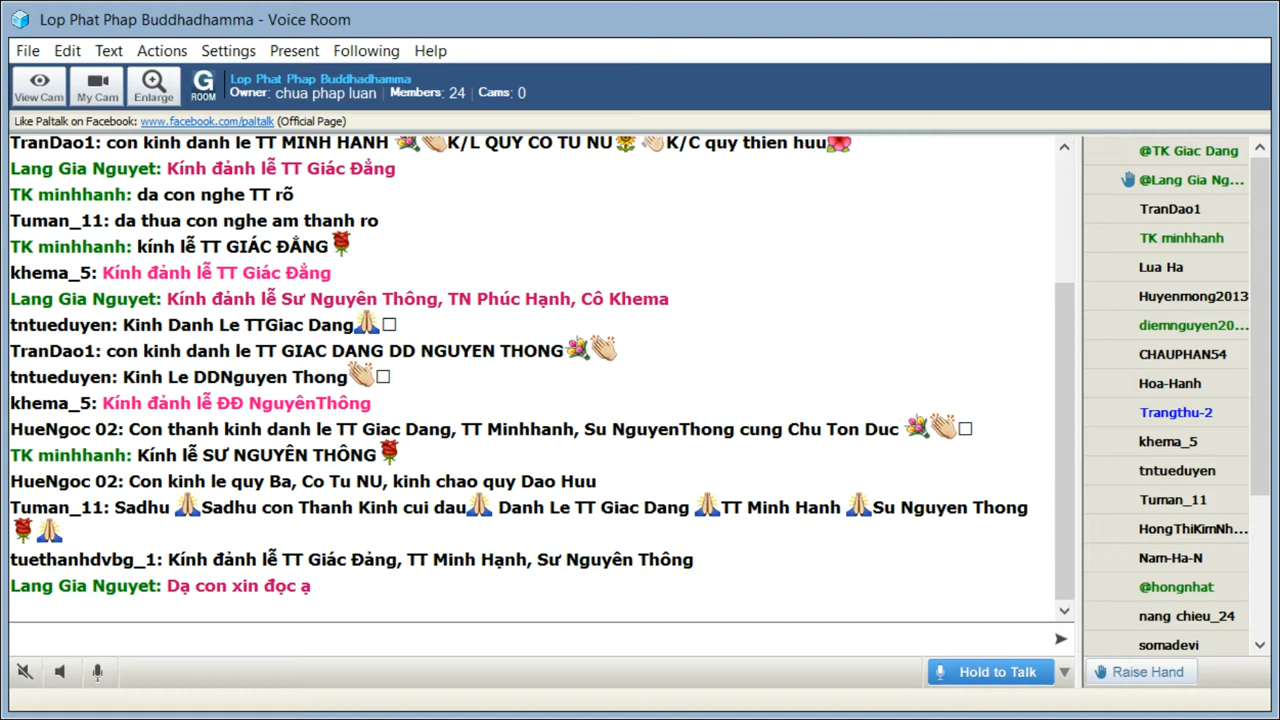 Lop Phat Phap Buddhadhamma - Voice Room
File Edit Text Actions Settings Present Following Help
View Cam My Cam Enlarge G ROOM
Lop Phat Phap Buddhadhamma
Owner: chua phap luan | Members: 24 | Cams: 0
Like Paltalk on Facebook: www.facebook.com/paltalk (Official Page)
TranDao1: con kinh danh le TT MINH HANH 💐👏K/L QUY CO TU NU🌻 👏K/C quy thien huu🌺
Lang Gia Nguyet: Kính đảnh lễ TT Giác Đẳng
TK minhhanh: da con nghe TT rõ
Tuman_11: da thua con nghe am thanh ro
TK minhhanh: kính lễ TT GIÁC ĐẲNG🌹
khema_5: Kính đảnh lễ TT Giác Đẳng
Lang Gia Nguyet: Kính đảnh lễ Sư Nguyên Thông, TN Phúc Hạnh, Cô Khema
tntueduyen: Kinh Danh Le TTGiac Dang🙏□
TranDao1: con kinh danh le TT GIAC DANG DD NGUYEN THONG💐👏
tntueduyen: Kinh Le DDNguyen Thong👏□
khema_5: Kính đảnh lễ ĐĐ NguyênThông
HueNgoc 02: Con thanh kinh danh le TT Giac Dang, TT Minhhanh, Su NguyenThong cung Chu Ton Duc 💐👏□
TK minhhanh: Kính lễ SƯ NGUYÊN THÔNG🌹
HueNgoc 02: Con kinh le quy Ba, Co Tu NU, kinh chao quy Dao Huu
Tuman_11: Sadhu 🙏Sadhu con Thanh Kinh cui dau🙏 Danh Le TT Giac Dang 🙏TT Minh Hanh 🙏Su Nguyen Thong
🌹🙏
tuethanhdvbg_1: Kính đảnh lễ TT Giác Đảng, TT Minh Hạnh, Sư Nguyên Thông
Lang Gia Nguyet: Dạ con xin đọc ạ
@TK Giac Dang
@Lang Gia Ng...
TranDao1
TK minhhanh
Lua Ha
Huyenmong2013
diemnguyen20...
CHAUPHAN54
Hoa-Hanh
Trangthu-2
khema_5
tntueduyen
Tuman_11
HongThiKimNh...
Nam-Ha-N
@hongnhat
nang chieu_24
somadevi
Hold to Talk
Raise Hand